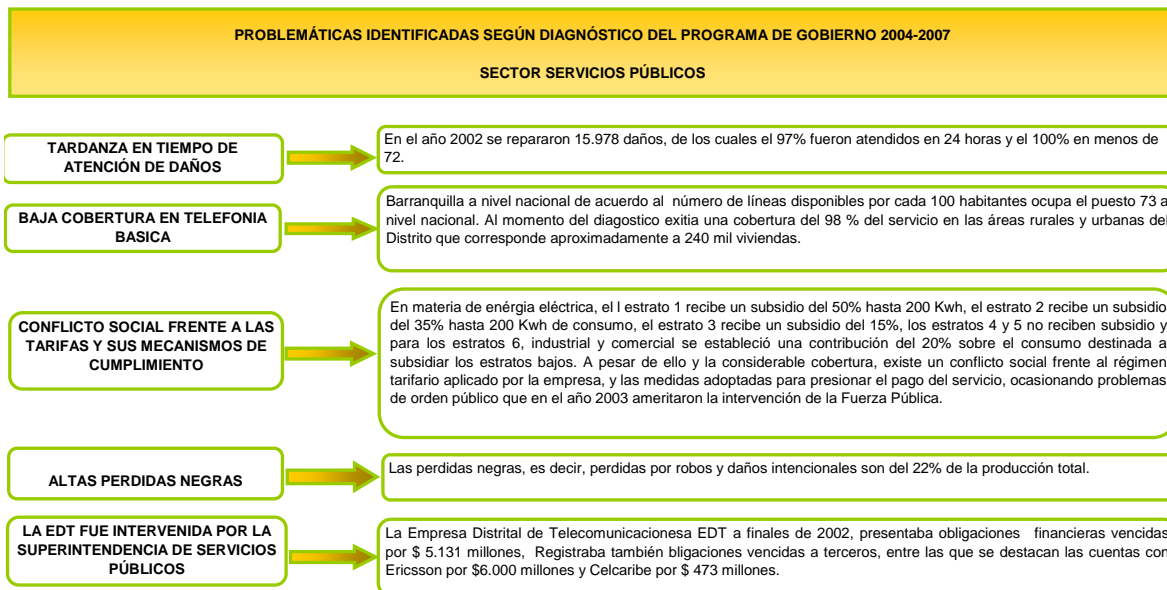 PROBLEMÁTICAS IDENTIFICADAS SEGÚN DIAGNÓSTICO DEL PROGRAMA DE GOBIERNO 2004-2007
SECTOR SERVICIOS PÚBLICOS
TARDANZA EN TIEMPO DE
ATENCIÓN DE DAÑOS
En el año 2002 se repararon 15.978 daños, de los cuales el 97% fueron atendidos en 24 horas y el 100% en menos de
72.
BAJA COBERTURA EN TELEFONIA
BASICA
Barranquilla a nivel nacional de acuerdo al número de líneas disponibles por cada 100 habitantes ocupa el puesto 73 a
nivel nacional. Al momento del diagostico exitia una cobertura del 98 % del servicio en las áreas rurales y urbanas del
Distrito que corresponde aproximadamente a 240 mil viviendas.
CONFLICTO SOCIAL FRENTE A LAS
TARIFAS Y SUS MECANISMOS DE
CUMPLIMIENTO
En materia de enérgia eléctrica, el l estrato 1 recibe un subsidio del 50% hasta 200 Kwh, el estrato 2 recibe un subsidio
del 35% hasta 200 Kwh de consumo, el estrato 3 recibe un subsidio del 15%, los estratos 4 y 5 no reciben subsidio y
para los estratos 6, industrial y comercial se estableció una contribución del 20% sobre el consumo destinada a
subsidiar los estratos bajos. A pesar de ello y la considerable cobertura, existe un conflicto social frente al régimen
tarifario aplicado por la empresa, y las medidas adoptadas para presionar el pago del servicio, ocasionando problemas
de orden público que en el año 2003 ameritaron la intervención de la Fuerza Pública.
ALTAS PERDIDAS NEGRAS
Las perdidas negras, es decir, perdidas por robos y daños intencionales son del 22% de la producción total.
LA EDT FUE INTERVENIDA POR LA
SUPERINTENDENCIA DE SERVICIOS
PÚBLICOS
La Empresa Distrital de Telecomunicacionesa EDT a finales de 2002, presentaba obligaciones financieras vencidas
por $ 5.131 millones, Registraba también bligaciones vencidas a terceros, entre las que se destacan las cuentas con
Ericsson por $6.000 millones y Celcaribe por $ 473 millones.